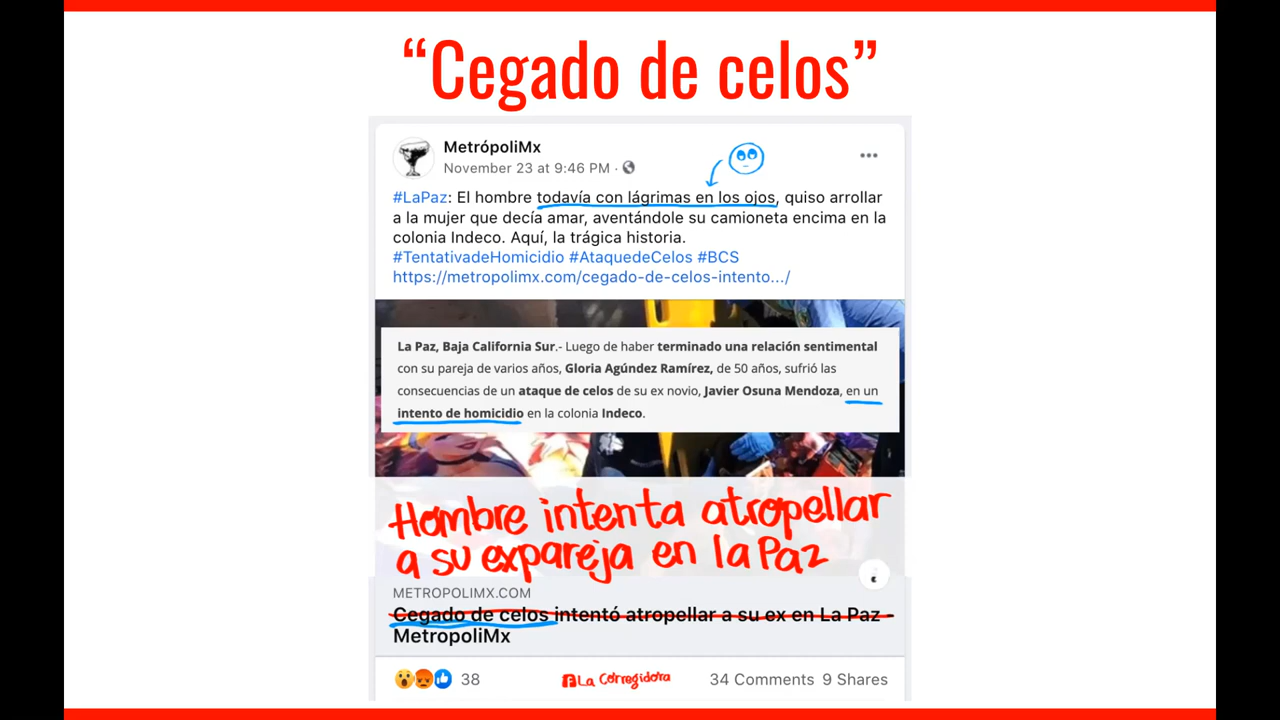 “Cegado de celos”
MetrópoliMx
November 23 at 9:46 PM ·
#LaPaz: El hombre todavía con lágrimas en los ojos, quiso arrollar
a la mujer que decía amar, aventándole su camioneta encima en la
colonia Indeco. Aquí, la trágica historia.
#TentativadeHomicidio #AtaquedeCelos #BCS
https://metropolimx.com/cegado-de-celos-intento.../
La Paz, Baja California Sur.- Luego de haber terminado una relación sentimental
con su pareja de varios años, Gloria Agúndez Ramírez, de 50 años, sufrió las
consecuencias de un ataque de celos de su ex novio, Javier Osuna Mendoza, en un
intento de homicidio en la colonia Indeco.
Hombre intenta atropellar
a su expareja en la Paz
METROPOLIMX.COM
Cegado de celos intentó atropellar a su ex en La Paz -
MetropoliMx
38
La Corregidora
34 Comments 9 Shares